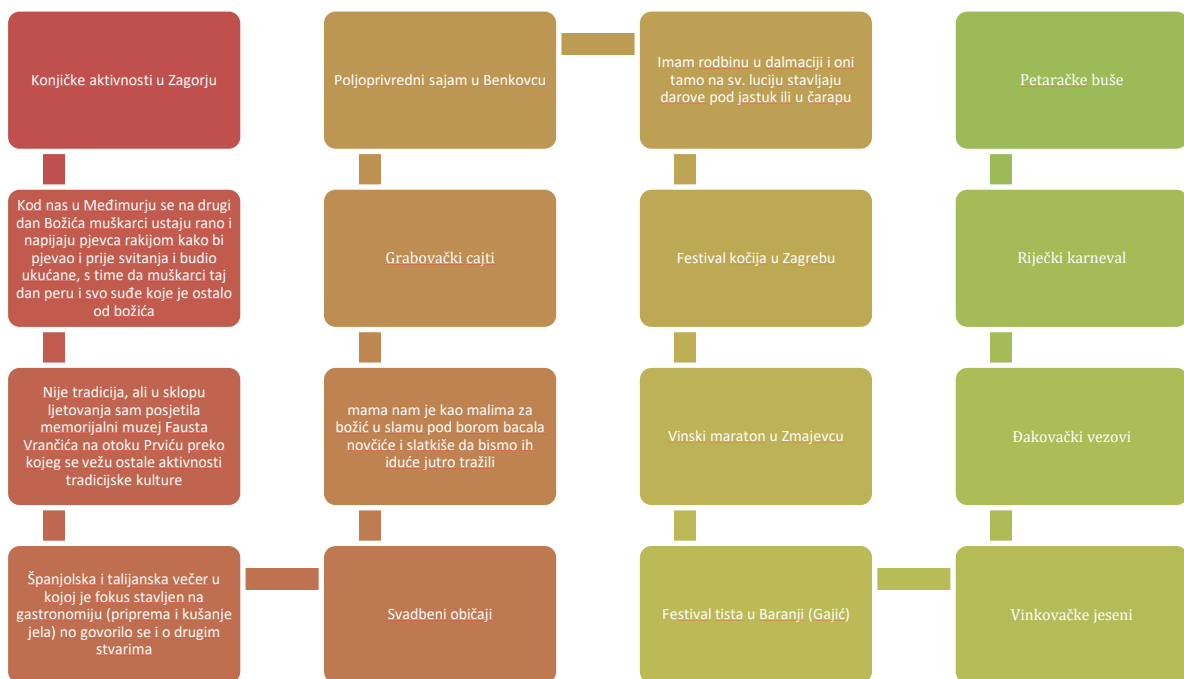 Konjičke aktivnosti u Zagorju
Kod nas u Međimurju se na drugi
dan Božića muškarci ustaju rano i
napijaju pjevca rakijom kako bi
pjevao i prije svitanja i budio
ukućane, s time da muškarci taj
dan peru i svo suđe koje je ostalo
od božića
Nije tradicija, ali u sklopu
ljetovanja sam posjetila
memorijalni muzej Fausta
Vrančića na otoku Prviću preko
kojeg se vežu ostale aktivnosti
tradicijske kulture
Španjolska i talijanska večer u
kojoj je fokus stavljen na
gastronomiju (priprema i kušanje
jela) no govorilo se i o drugim
stvarima
Svadbeni običaji
mama nam je kao malima za
božić u slamu pod borom bacala
novčiće i slatkiše da bismo ih
iduće jutro tražili
Grabovački cajti
Poljoprivredni sajam u Benkovcu
Imam rodbinu u dalmaciji i oni
tamo na sv. luciju stavljaju
darove pod jastuk ili u čarapu
Festival kočija u Zagrebu
Vinski maraton u Zmajevcu
Festival tista u Baranji (Gajić)
Vinkovačke jeseni
Đakovački vezovi
Riječki karneval
Petaračke buše